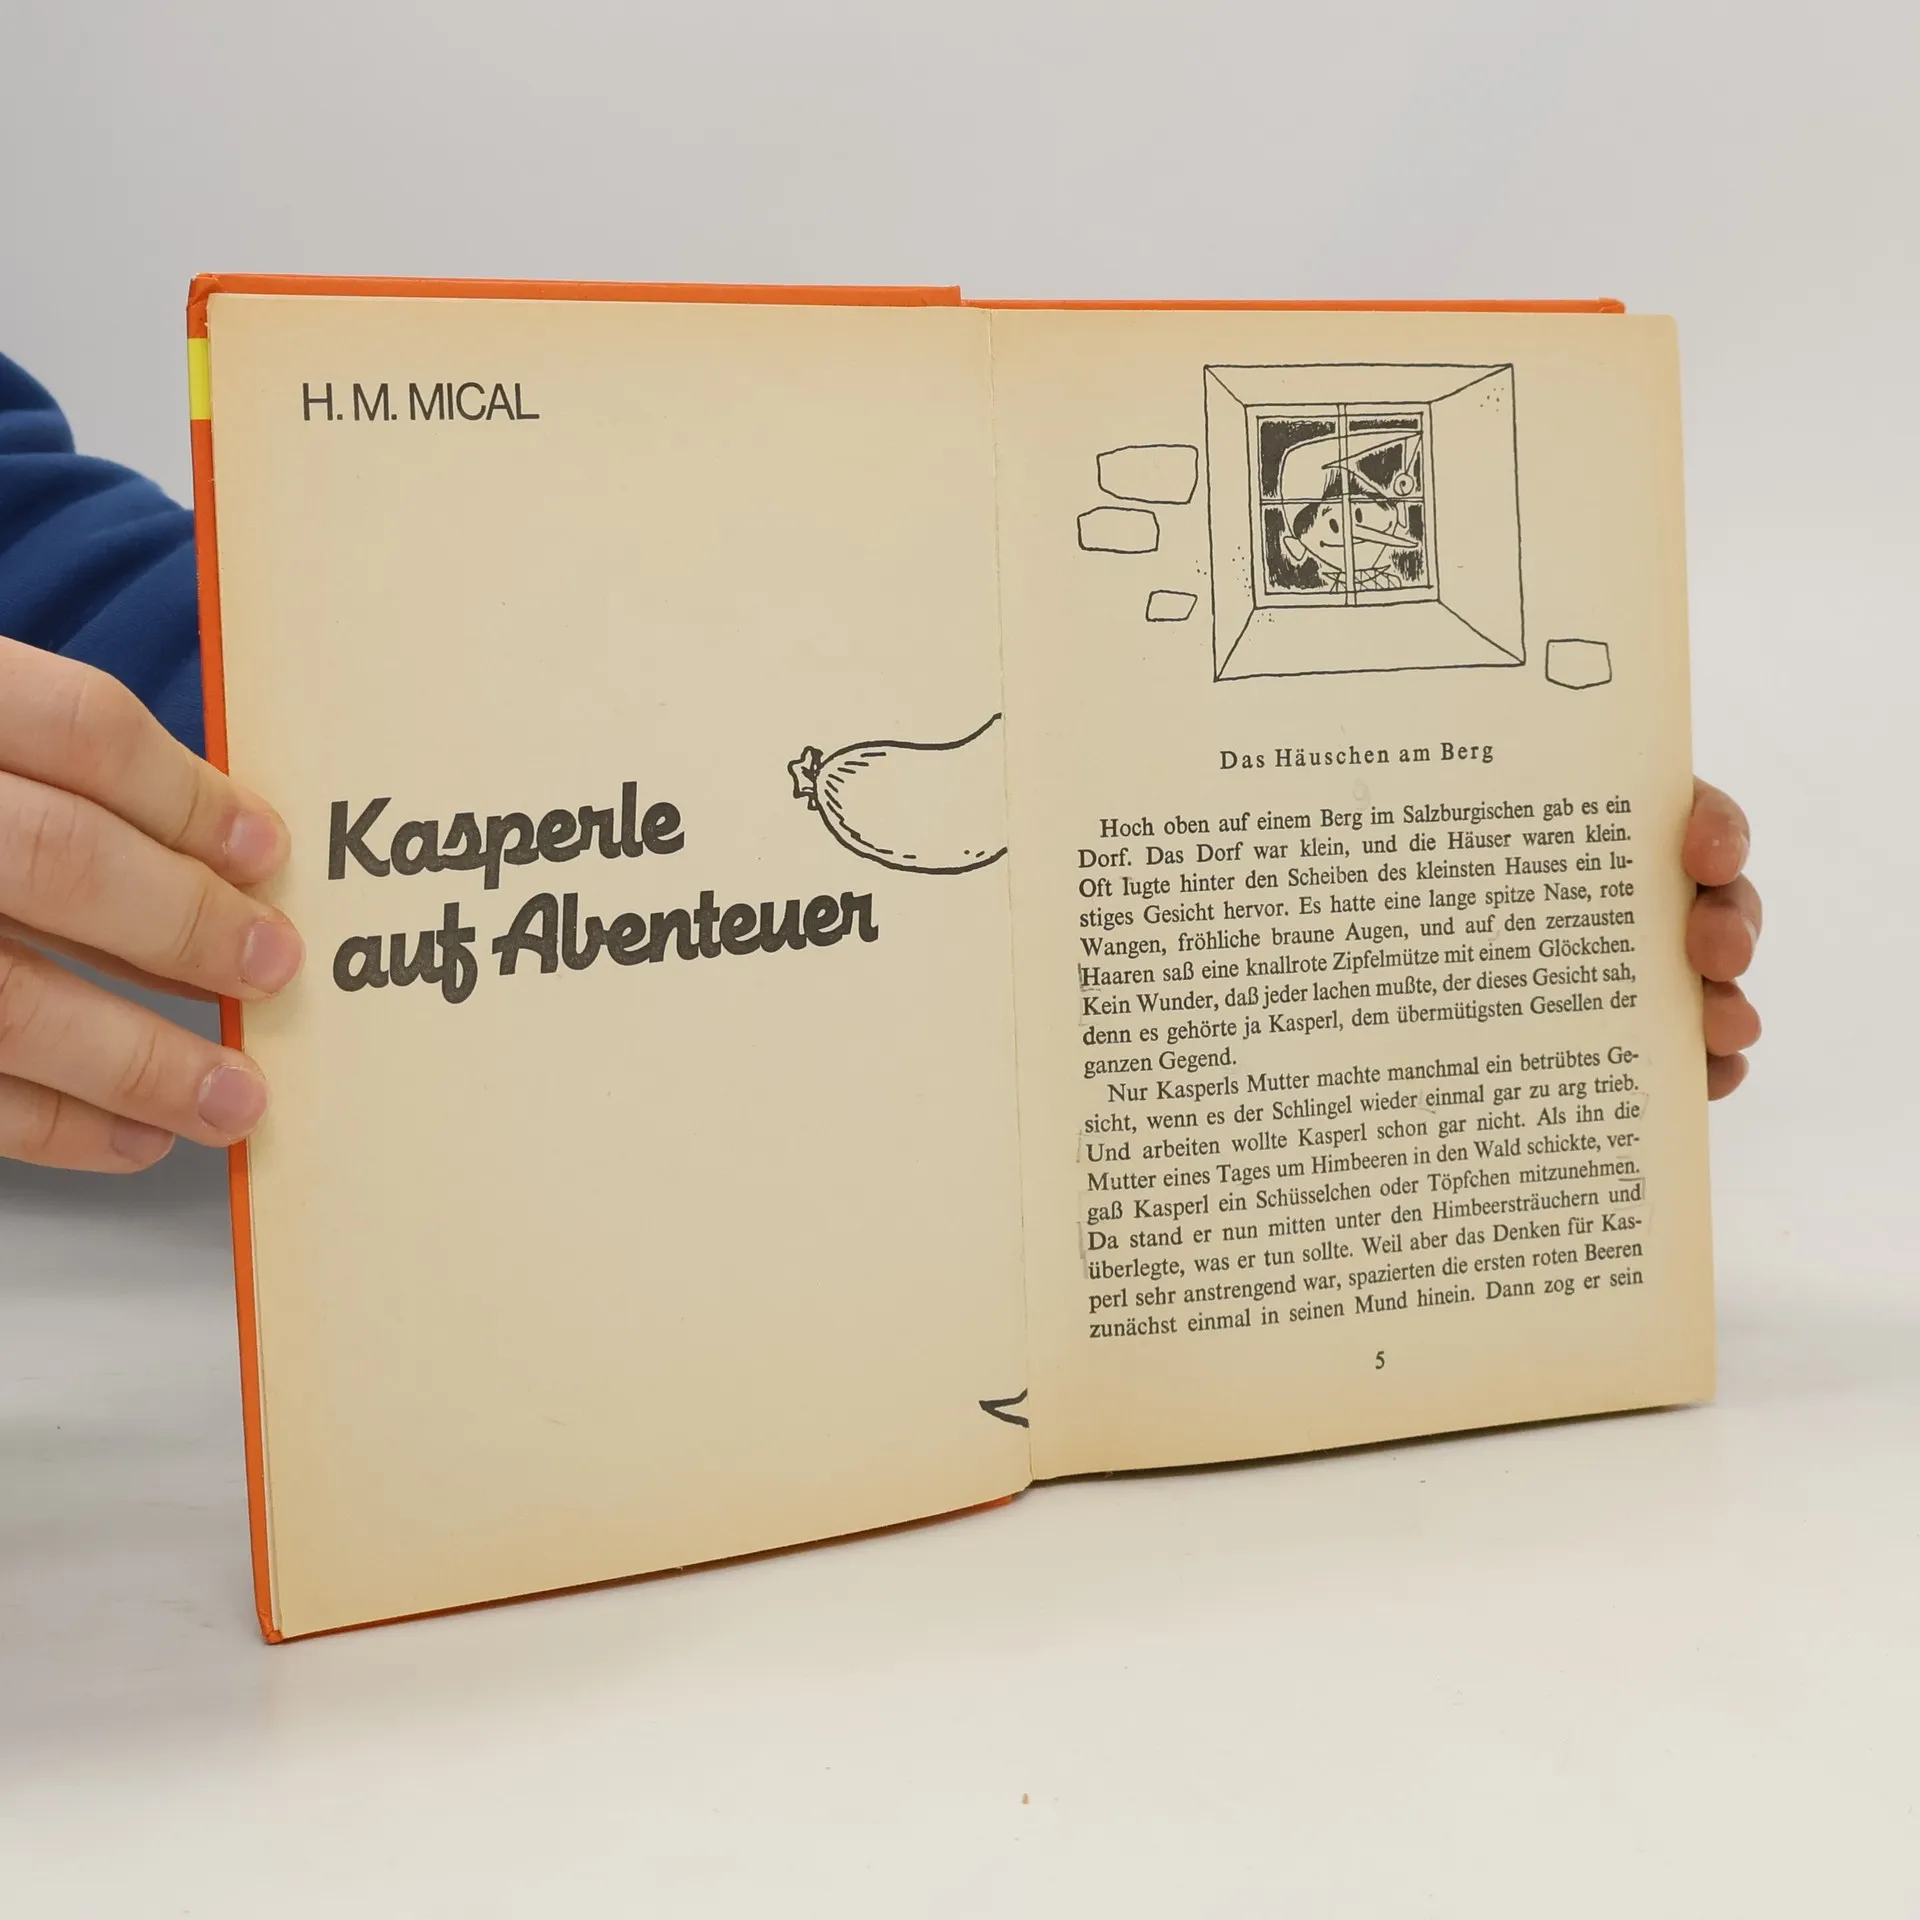 H. M. MICAL
Kasperle
auf Abenteuer
Das Häuschen am Berg
Hoch oben auf einem Berg im Salzburgischen gab es ein
Dorf. Das Dorf war klein, und die Häuser waren klein.
Oft lugte hinter den Scheiben des kleinsten Hauses ein lu-
stiges Gesicht hervor. Es hatte eine lange spitze Nase, rote
Wangen, fröhliche braune Augen, und auf den zerzausten
Haaren saß eine knallrote Zipfelmütze mit einem Glöckchen.
Kein Wunder, daß jeder lachen mußte, der dieses Gesicht sah,
denn es gehörte ja Kasperl, dem übermütigsten Gesellen der
ganzen Gegend.
Nur Kasperls Mutter machte manchmal ein betrübtes Ge-
sicht, wenn es der Schlingel wieder einmal gar zu arg trieb.
Und arbeiten wollte Kasperl schon gar nicht. Als ihn die
Mutter eines Tages um Himbeeren in den Wald schickte, ver-
gaß Kasperl ein Schüsselchen oder Töpfchen mitzunehmen.
Da stand er nun mitten unter den Himbeersträuchern und
überlegte, was er tun sollte. Weil aber das Denken für Kas-
perl sehr anstrengend war, spazierten die ersten roten Beeren
zunächst einmal in seinen Mund hinein. Dann zog er sein
5